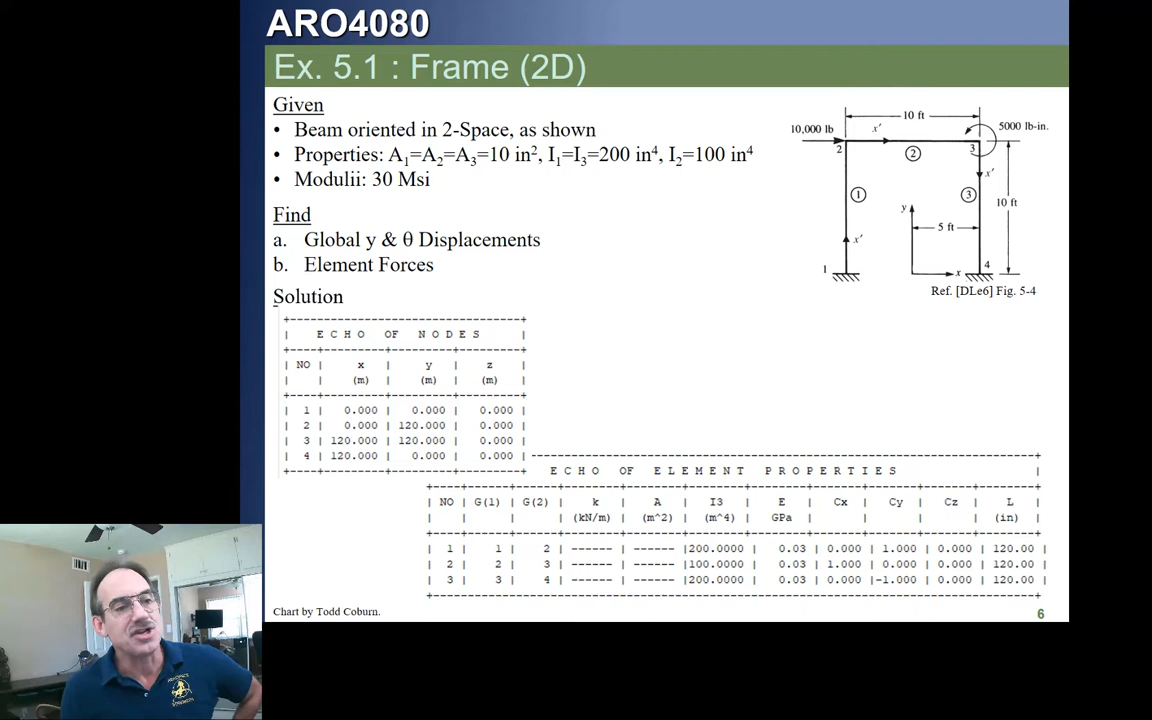 ARO4080
Ex. 5.1 : Frame (2D)
Given
• Beam oriented in 2-Space, as shown
• Properties: A₁=A₂=A₃=10 in², I₁=I₃=200 in⁴, I₂=100 in⁴
• Modulii: 30 Msi
Find
a. Global y & θ Displacements
b. Element Forces
Solution
10 ft
10,000 lb
x'
5000 lb-in.
2
2
3
x'
1
3
10 ft
y
5 ft
x'
1
x
4
Ref. [DLe6] Fig. 5-4
+-----------------------------------+
| E C H O OF N O D E S |
+----+---------+---------+---------+
| NO | x | y | z |
| | (m) | (m) | (m) |
+----+---------+---------+---------+
| 1 | 0.000 | 0.000 | 0.000 |
| 2 | 0.000 | 120.000 | 0.000 |
| 3 | 120.000 | 120.000 | 0.000 |
| 4 | 120.000 | 0.000 | 0.000 |
+----+---------+---------+---------+
E C H O OF E L E M E N T P R O P E R T I E S |
| NO | G(1) | G(2) | k | A | I3 | E | Cx | Cy | Cz | L |
| | | | (kN/m) | (m^2) | (m^4) | GPa | | | | (in) |
| 1 | 1 | 2 | ------ | ------ |200.0000 | 0.03 | 0.000 | 1.000 | 0.000 | 120.00 |
| 2 | 2 | 3 | ------ | ------ |100.0000 | 0.03 | 1.000 | 0.000 | 0.000 | 120.00 |
| 3 | 3 | 4 | ------ | ------ |200.0000 | 0.03 | 0.000 |-1.000 | 0.000 | 120.00 |
Chart by Todd Coburn.
6